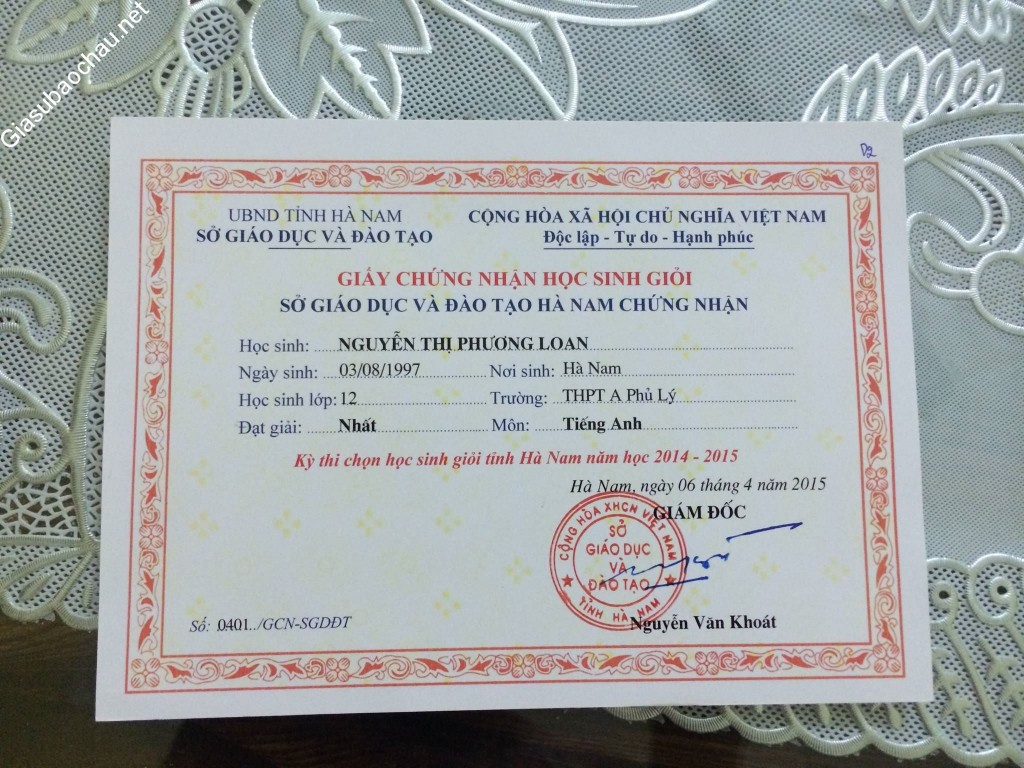 Giasubaochau.net
D2
UBND TỈNH HÀ NAM
SỞ GIÁO DỤC VÀ ĐÀO TẠO
CỘNG HÒA XÃ HỘI CHỦ NGHĨA VIỆT NAM
Độc lập - Tự do - Hạnh phúc
GIẤY CHỨNG NHẬN HỌC SINH GIỎI
SỞ GIÁO DỤC VÀ ĐÀO TẠO HÀ NAM CHỨNG NHẬN
Học sinh: NGUYỄN THỊ PHƯƠNG LOAN
Ngày sinh: 03/08/1997 Nơi sinh: Hà Nam
Học sinh lớp: 12 Trường: THPT A Phủ Lý
Đạt giải: Nhất Môn: Tiếng Anh
Kỳ thi chọn học sinh giỏi tỉnh Hà Nam năm học 2014 - 2015
Hà Nam, ngày 06 tháng 4 năm 2015
GIÁM ĐỐC
CỘNG HÒA XHCN VIỆT NAM
SỞ
GIÁO DỤC
VÀ
ĐÀO TẠO
TỈNH HÀ NAM
Số: 0401../GCN-SGDĐT
Nguyễn Văn Khoát